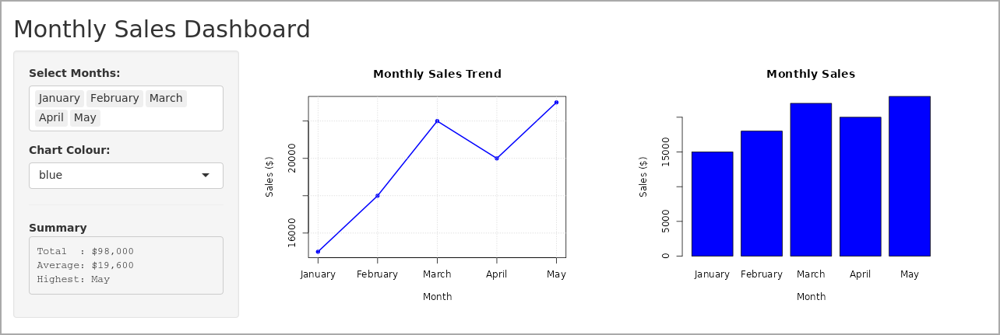 Monthly Sales Dashboard
Select Months:
January February March
April May
Chart Colour:
blue
Summary
Total  : $98,000
Average: $19,600
Highest: May
Monthly Sales Trend
Sales ($)
20000
16000
January February March April May
Month
Monthly Sales
Sales ($)
15000
5000
0
January February March April May
Month